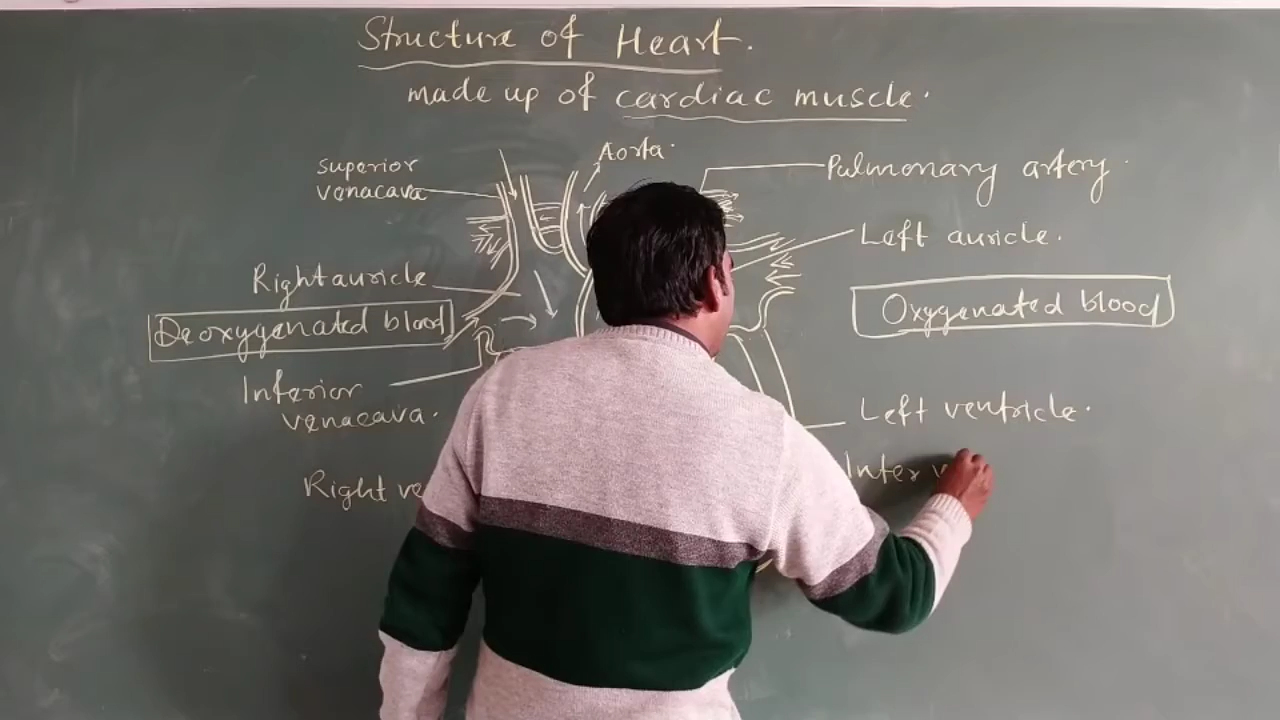 Structure of Heart.
made up of cardiac muscle.
Aorta.
superior
venacava
Pulmonary artery.
Left auricle.
Right auricle
Oxygenated blood
Deoxygenated blood
Inferior
venacava.
Left ventricle.
Inter
Right